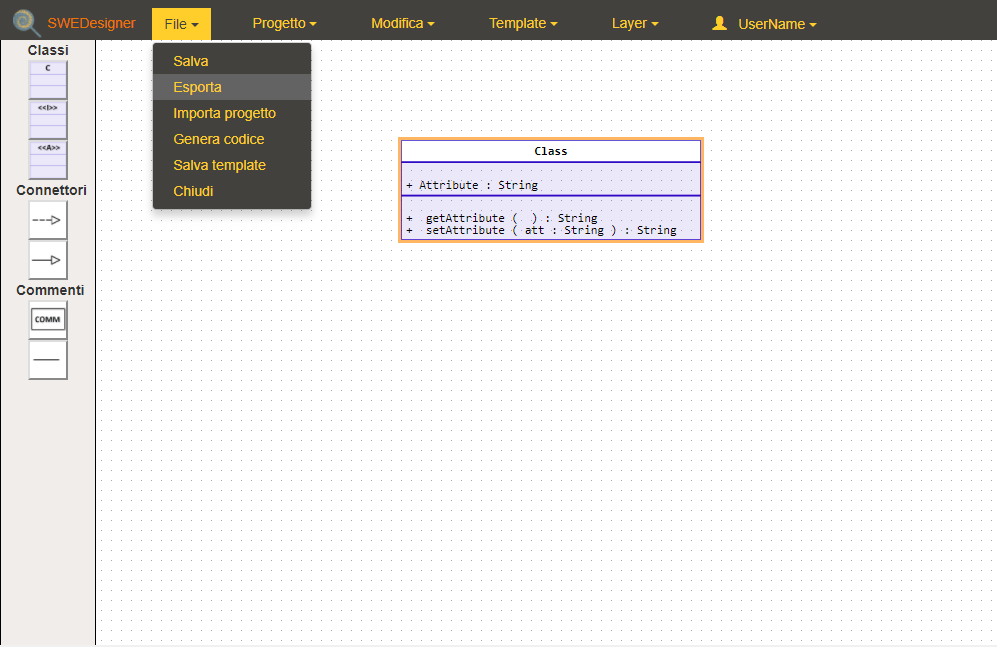 SWEDesigner File Progetto Modifica Template Layer UserName
Salva
Esporta
Importa progetto
Genera codice
Salva template
Chiudi
Classi
C
<<I>>
<<A>>
Connettori
Commenti
COMM
Class
+ Attribute : String
+ getAttribute ( ) : String
+ setAttribute ( att : String ) : String